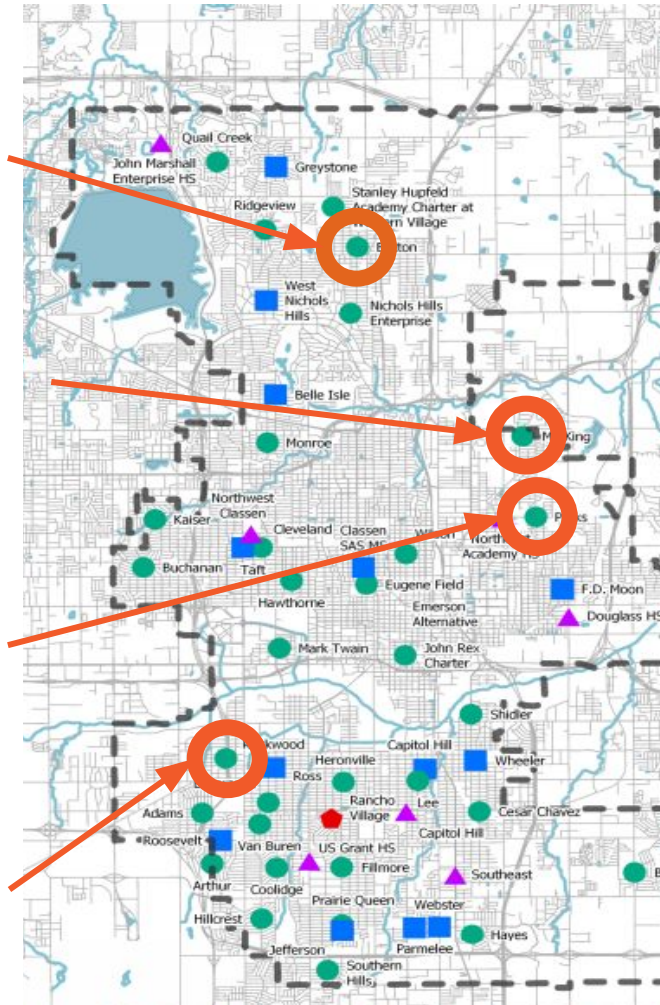 Quail Creek
John Marshall
Enterprise HS
Greystone
Stanley Hupfeld
Academy Charter at
Village
Ridgeview
West
Nichols
Hills
Nichols Hills
Enterprise
Belle Isle
Monroe
Kaiser
Northwest
Classen
Cleveland
Taft
Classen
SAS MS
Academy HS
Buchanan
Hawthorne
Eugene Field
Emerson
Alternative
F.D. Moon
Douglass HS
Mark Twain
John Rex
Charter
Shidler
Heronville
Capitol Hill
Wheeler
Ross
Rancho
Village
Lee
Adams
Capitol Hill
Cesar Chavez
Roosevelt
Van Buren
US Grant HS
Arthur
Coolidge
Fillmore
Southeast
Prairie Queen
Webster
Hillcrest
Jefferson
Parmelee
Hayes
Southern
Hills